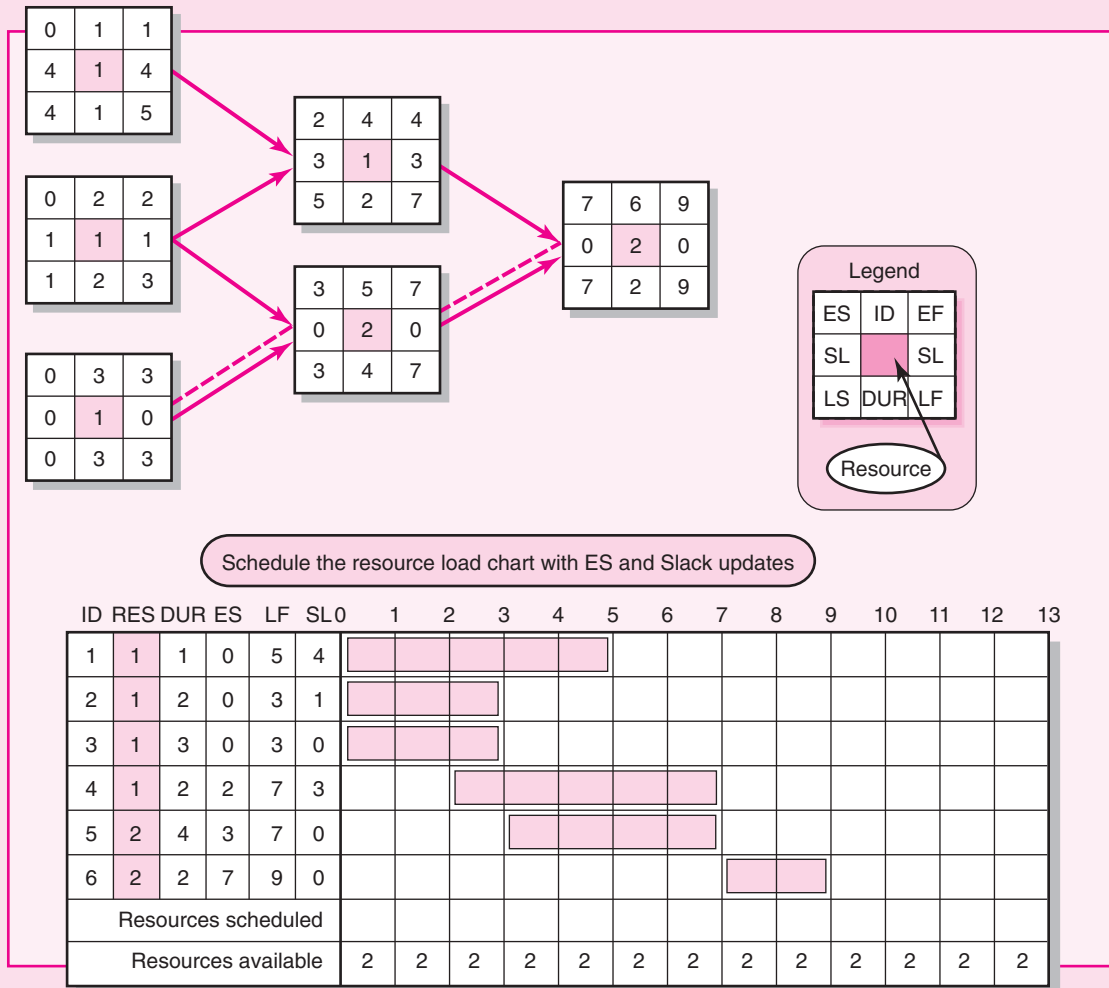 0 1 1
4 1 4
4 1 5
2 4 4
3 1 3
5 2 7
0 2 2
1 1 1
1 2 3
7 6 9
0 2 0
7 2 9
3 5 7
0 2 0
3 4 7
0 3 3
0 1 0
0 3 3
Legend
ES ID EF
SL SL
LS DUR LF
Resource
Schedule the resource load chart with ES and Slack updates
ID RES DUR ES LF SL 0 1 2 3 4 5 6 7 8 9 10 11 12 13
1 1 1 0 5 4
2 1 2 0 3 1
3 1 3 0 3 0
4 1 2 2 7 3
5 2 4 3 7 0
6 2 2 7 9 0
Resources scheduled
Resources available 2 2 2 2 2 2 2 2 2 2 2 2 2